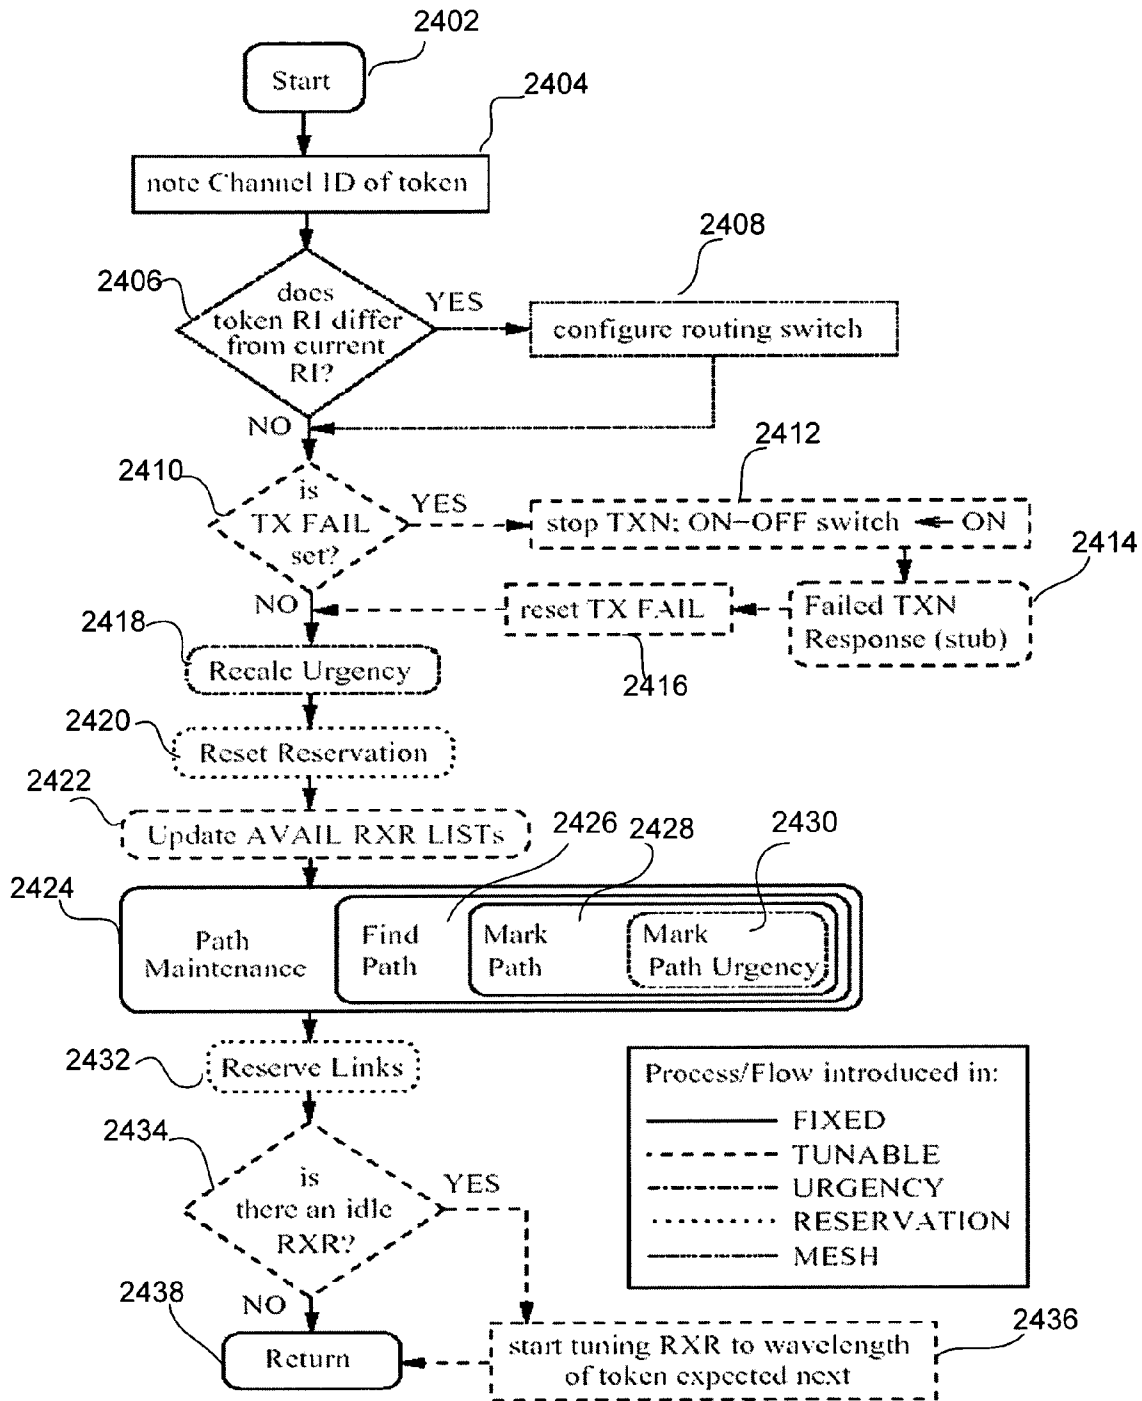 2402
Start
2404
note Channel ID of token
2408
2406
does
token RI differ
from current
RI?
YES
configure routing switch
NO
2412
2410
is
TX FAIL
set?
YES
stop TXN; ON-OFF switch ← ON
2414
NO
reset TX FAIL
Failed TXN
Response (stub)
2418
2416
Recalc Urgency
2420
Reset Reservation
2422
Update AVAIL RXR LISTs
2426
2428
2430
2424
Path
Maintenance
Find
Path
Mark
Path
Mark
Path Urgency
2432
Reserve Links
Process/Flow introduced in:
FIXED
TUNABLE
URGENCY
RESERVATION
MESH
2434
is
there an idle
RXR?
YES
2438
NO
Return
2436
start tuning RXR to wavelength
of token expected next